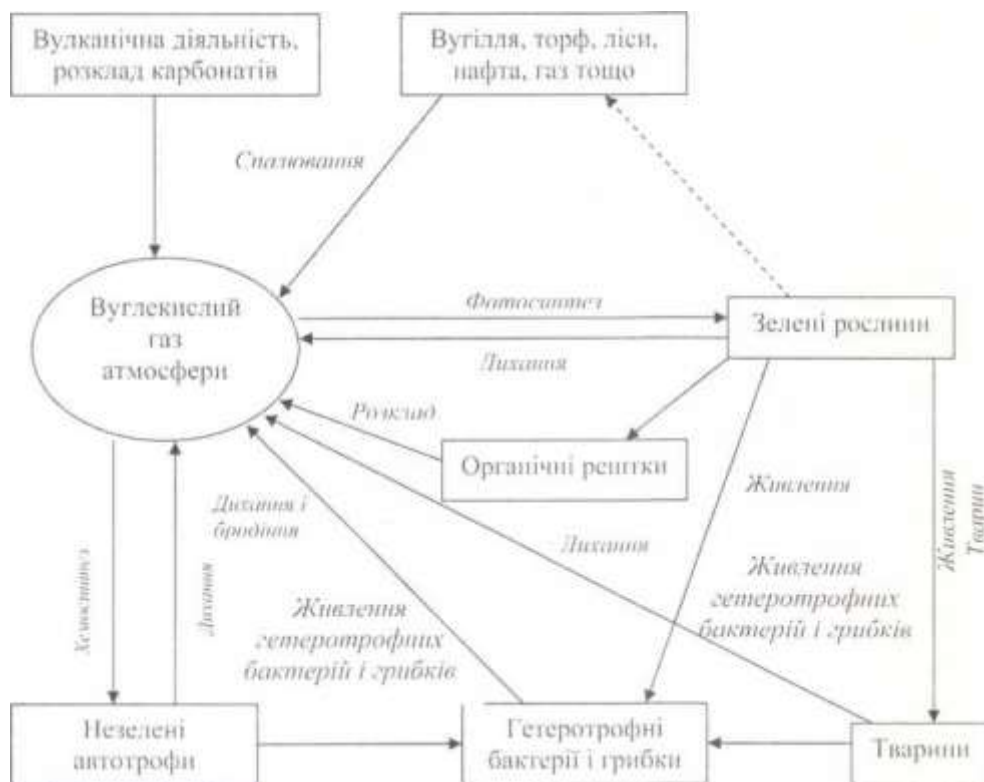 Вулканічна діяльність,
розклад карбонатів
Вугілля, торф, ліси,
нафта, газ тощо
Спалювання
Вуглекислий
газ
атмосфери
Фотосинтез
Зелені рослини
Дихання
Розклад
Органічні рештки
Дихання і
бродіння
Живлення
Живлення
Тварин
Дихання
Хемосинтез
Дихання
Живлення
гетеротрофних
бактерій і грибків
Живлення
гетеротрофних
бактерій і грибків
Незелені
автотрофи
Гетеротрофні
бактерії і грибки
Тварини